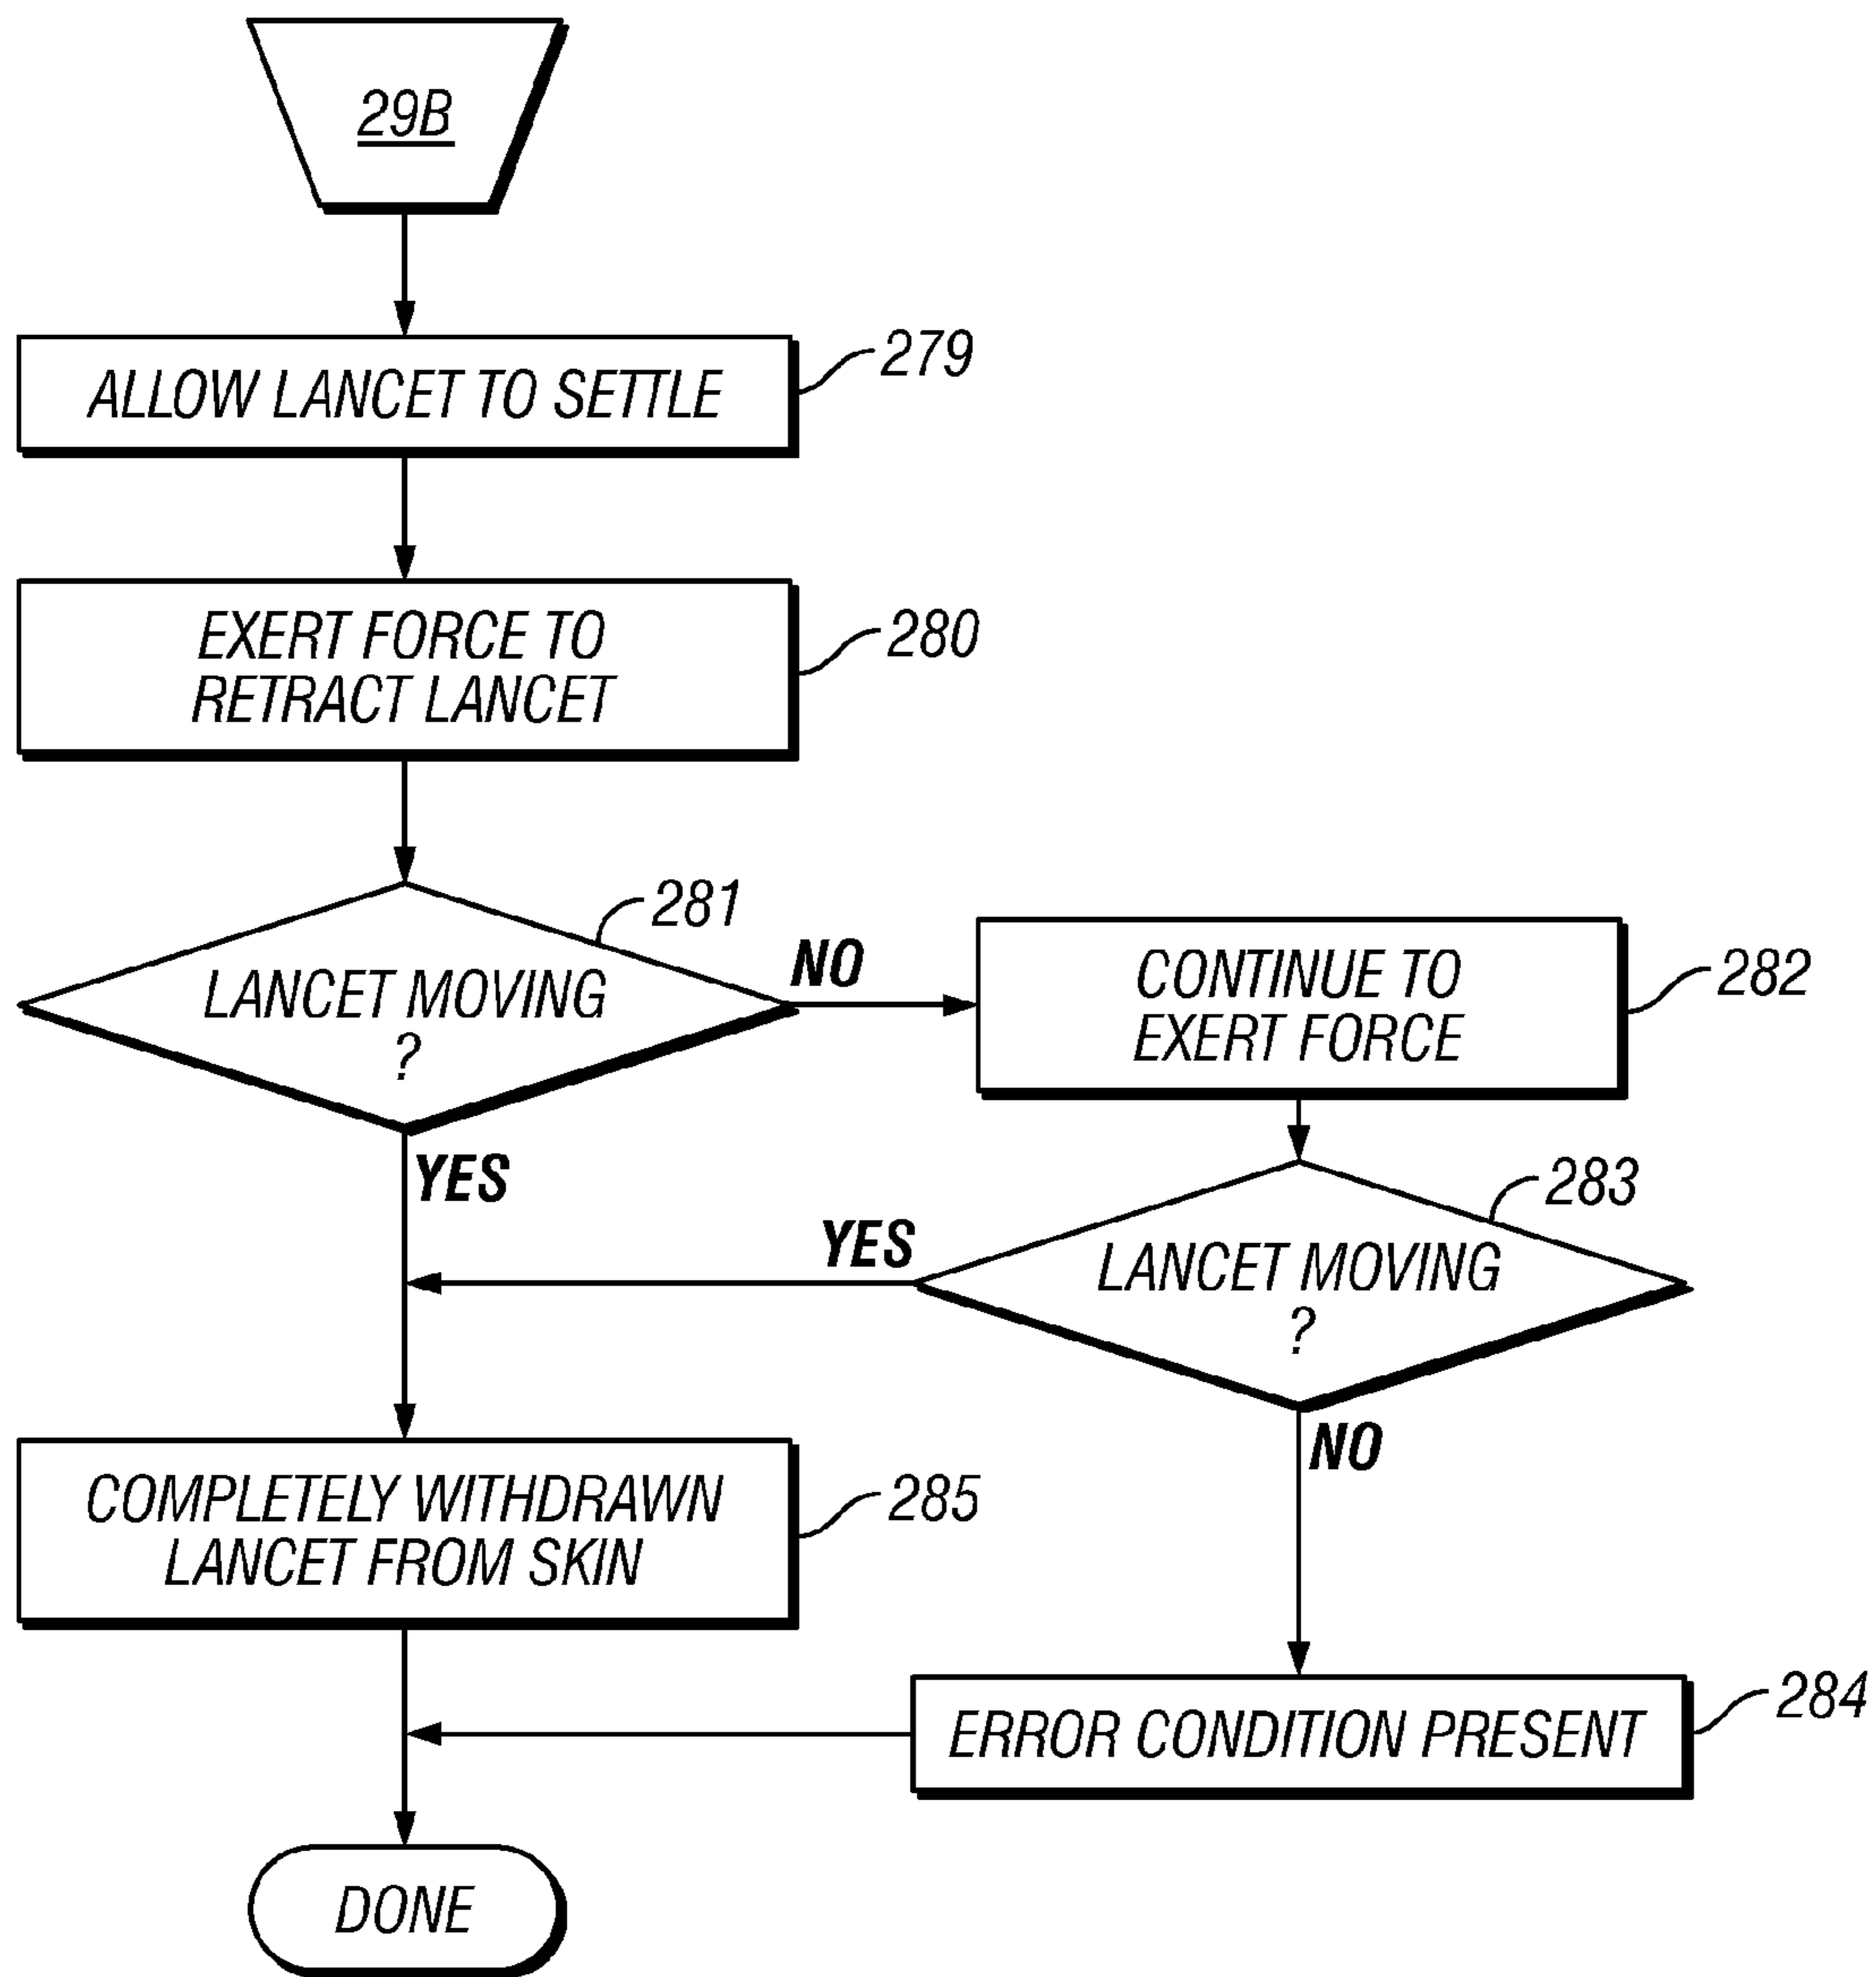 29B
ALLOW LANCET TO SETTLE
279
EXERT FORCE TO
RETRACT LANCET
280
281
LANCET MOVING
?
NO
YES
CONTINUE TO
EXERT FORCE
282
283
LANCET MOVING
?
YES
NO
COMPLETELY WITHDRAWN
LANCET FROM SKIN
285
ERROR CONDITION PRESENT
284
DONE